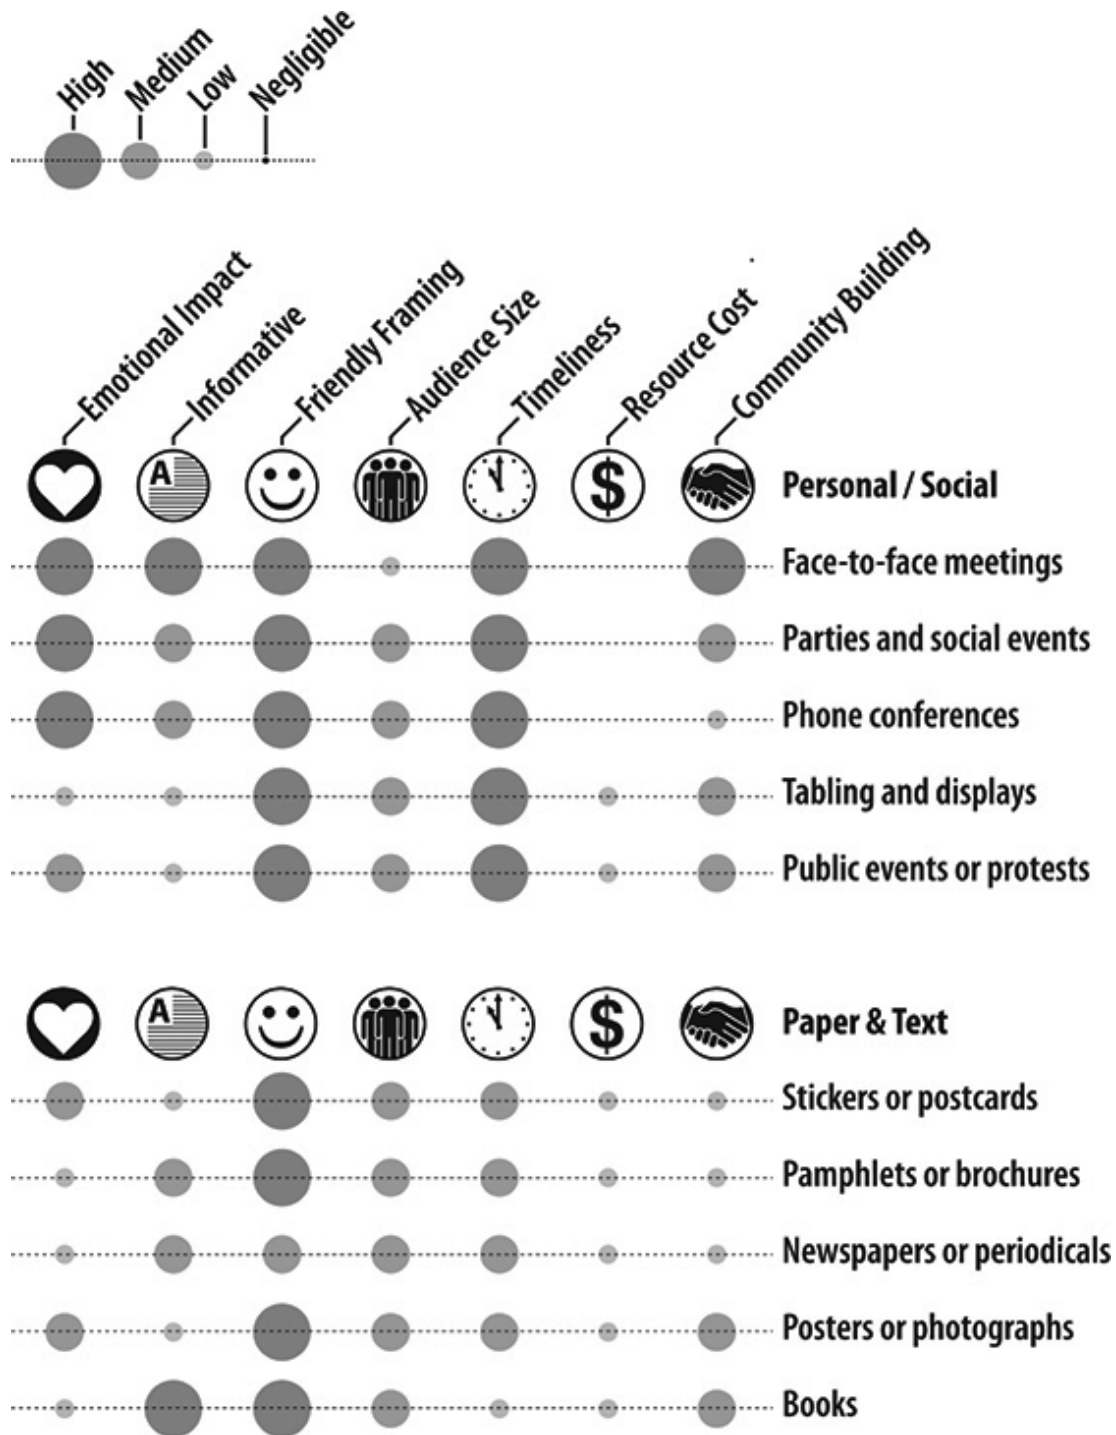 High
Medium
Low
Negligible
Emotional Impact
Informative
Friendly Framing
Audience Size
Timeliness
Resource Cost
Community Building
A
$
Personal / Social
Face-to-face meetings
Parties and social events
Phone conferences
Tabling and displays
Public events or protests
A
$
Paper & Text
Stickers or postcards
Pamphlets or brochures
Newspapers or periodicals
Posters or photographs
Books